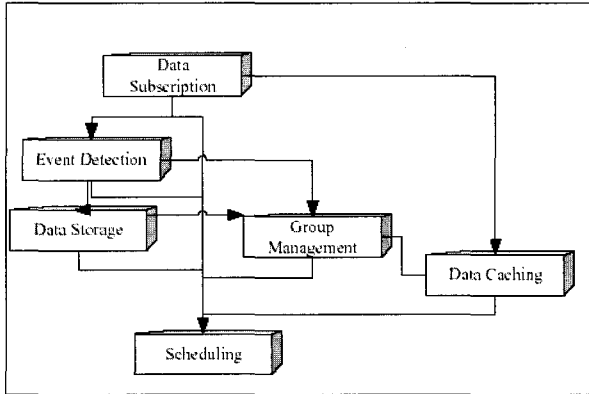 Data
Subscription
Event Detection
Data Storage
Group
Management
Data Caching
Scheduling